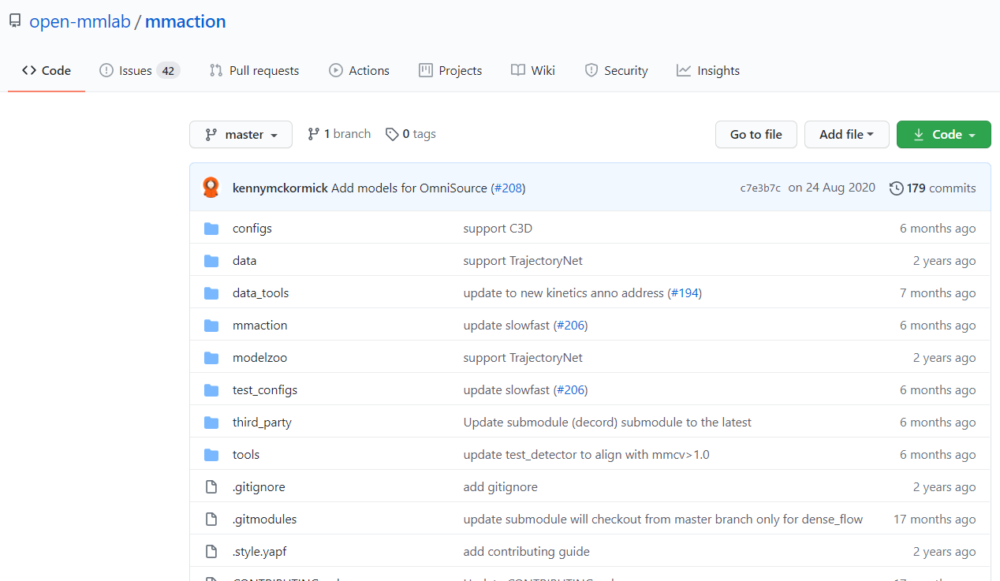 open-mmlab / mmaction
Code Issues 42 Pull requests Actions Projects Wiki Security Insights
master 1 branch 0 tags Go to file Add file Code
kennymckormick Add models for OmniSource (#208) c7e3b7c on 24 Aug 2020 179 commits
configs support C3D 6 months ago
data support TrajectoryNet 2 years ago
data_tools update to new kinetics anno address (#194) 7 months ago
mmaction update slowfast (#206) 6 months ago
modelzoo support TrajectoryNet 2 years ago
test_configs update slowfast (#206) 6 months ago
third_party Update submodule (decord) submodule to the latest 6 months ago
tools update test_detector to align with mmcv>1.0 6 months ago
.gitignore add gitignore 2 years ago
.gitmodules update submodule will checkout from master branch only for dense_flow 17 months ago
.style.yapf add contributing guide 2 years ago